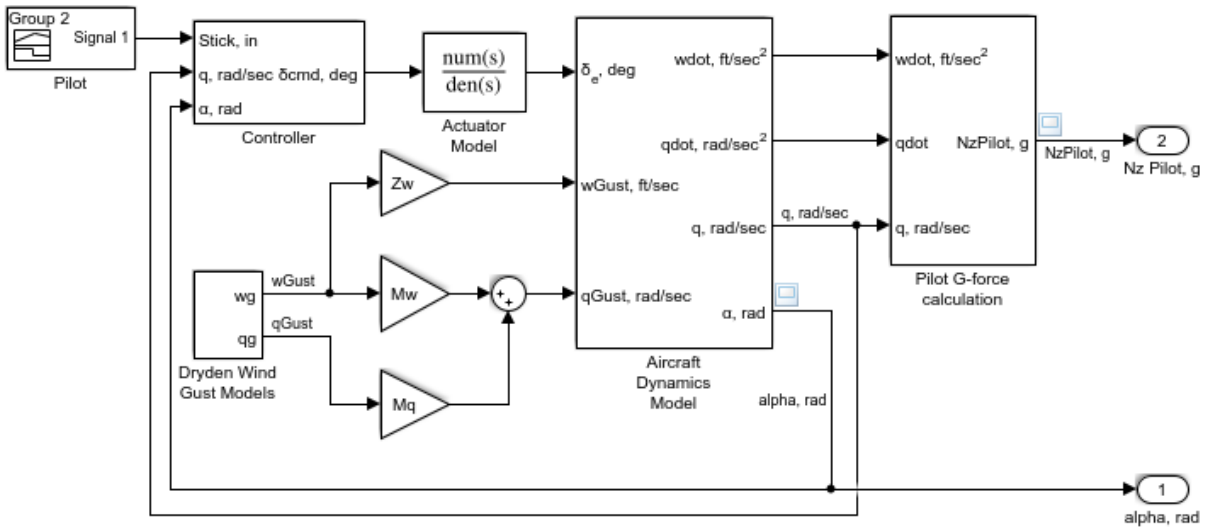 Group 2
Signal 1
Pilot
Stick, in
q, rad/sec δcmd, deg
α, rad
Controller
num(s)
den(s)
Actuator
Model
δe, deg
wGust, ft/sec
qGust, rad/sec
wdot, ft/sec²
qdot, rad/sec²
q, rad/sec
α, rad
Aircraft
Dynamics
Model
q, rad/sec
alpha, rad
wdot, ft/sec²
qdot
q, rad/sec
NzPilot, g
Pilot G-force
calculation
NzPilot, g
2
Nz Pilot, g
Zw
Mw
Mq
wg
qg
wGust
qGust
Dryden Wind
Gust Models
1
alpha, rad